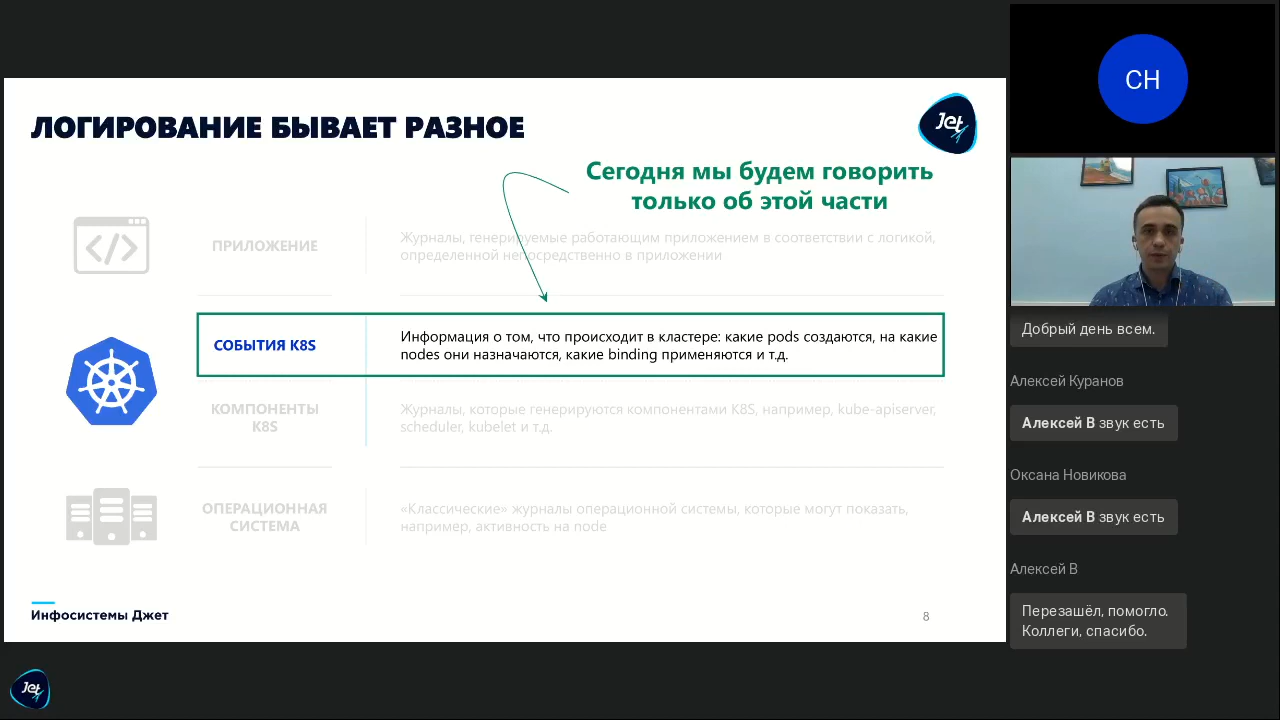 ЛОГИРОВАНИЕ БЫВАЕТ РАЗНОЕ
Jet
Сегодня мы будем говорить
только об этой части
ПРИЛОЖЕНИЕ
Журналы, генерируемые работающим приложением в соответствии с логикой,
определенной непосредственно в приложении
СОБЫТИЯ K8S
Информация о том, что происходит в кластере: какие pods создаются, на какие
nodes они назначаются, какие binding применяются и т.д.
КОМПОНЕНТЫ
K8S
Журналы, которые генерируются компонентами K8S, например, kube-apiserver,
scheduler, kubelet и т.д.
ОПЕРАЦИОННАЯ
СИСТЕМА
«Классические» журналы операционной системы, которые могут показать,
например, активность на node
Инфосистемы Джет
8
Jet
СН
Добрый день всем.
Алексей Куранов
Алексей В звук есть
Оксана Новикова
Алексей В звук есть
Алексей В
Перезашёл, помогло.
Коллеги, спасибо.